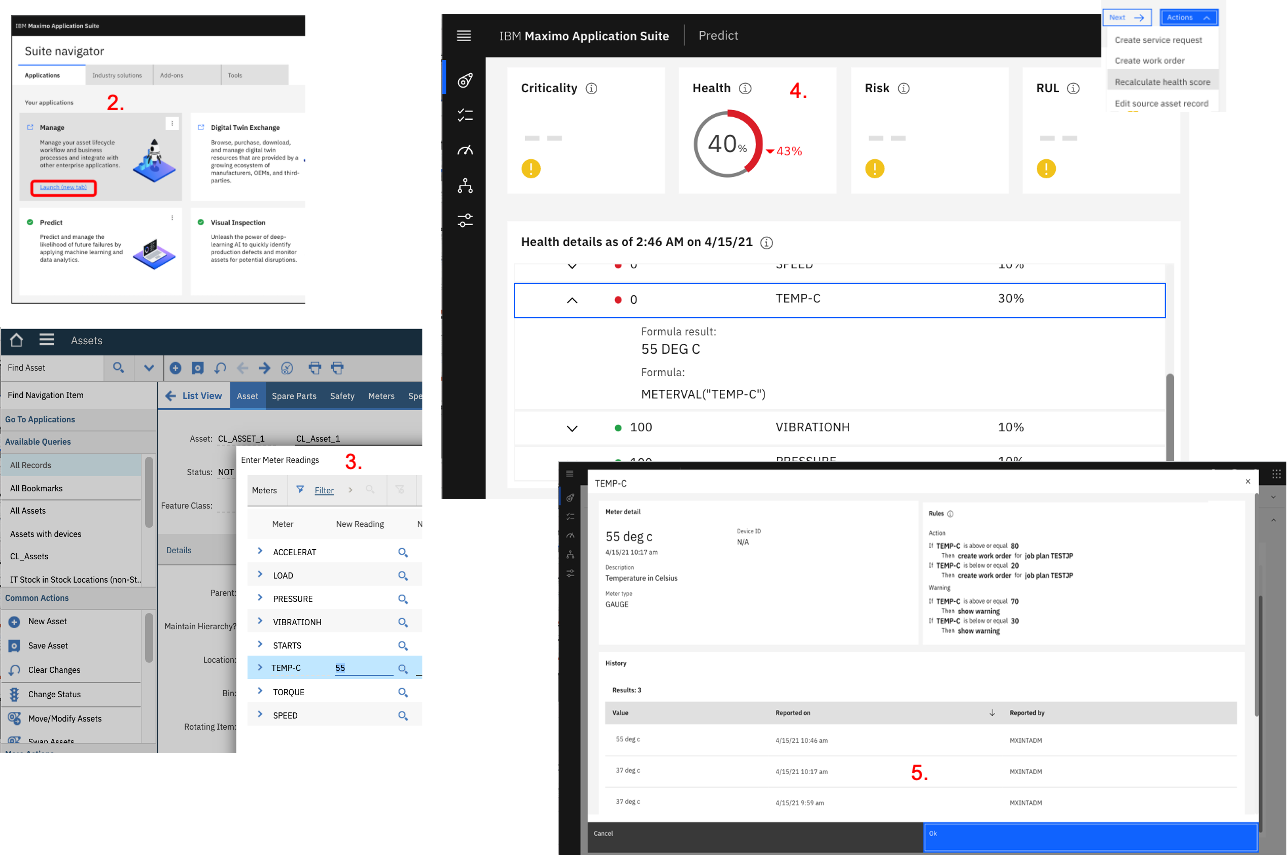 IBM Maximo Application Suite
Suite navigator
Applications
Industry solutions
Add-ons
Tools
Your applications
2.
Manage
Manage your asset lifecycle
workflow and business
processes and integrate with
other enterprise applications.
Launch (new tab)
Digital Twin Exchange
Browse, purchase, download,
and manage digital twin
resources that are provided by a
growing ecosystem of
manufacturers, OEMs, and third-
parties.
Predict
Predict and manage the
likelihood of future failures by
applying machine learning and
data analytics.
Visual Inspection
Unleash the power of deep-
learning AI to quickly identify
production defects and monitor
assets for potential disruptions.
IBM Maximo Application Suite
Predict
Next
Actions
Create service request
Create work order
Recalculate health score
Edit source asset record
Criticality
Health
4.
40%
43%
Risk
RUL
Health details as of 2:46 AM on 4/15/21
0 SPEED 10%
0 TEMP-C 30%
Formula result:
55 DEG C
Formula:
METERVAL("TEMP-C")
100 VIBRATIONH 10%
100 PRESSURE 10%
Assets
Find Asset
Find Navigation Item
Go To Applications
Available Queries
All Records
All Bookmarks
All Assets
Assets with devices
CL_Assets
IT Stock in Stock Locations (non-St..
Common Actions
New Asset
Save Asset
Clear Changes
Change Status
Move/Modify Assets
Swap Assets
More Actions
List View
Asset
Spare Parts
Safety
Meters
Spe
Asset: CL_ASSET_1 CL_Asset_1
Status: NOT
Feature Class:
Details
Parent:
Maintain Hierarchy?
Location:
Bin:
Rotating Item:
Enter Meter Readings
3.
Meters
Filter
Meter New Reading N
ACCELERAT
LOAD
PRESSURE
VIBRATIONH
STARTS
TEMP-C 55
TORQUE
SPEED
TEMP-C
Meter detail
55 deg c
4/15/21 10:17 am
Description
Temperature in Celsius
Meter type
GAUGE
Device ID
N/A
Rules
Action
If TEMP-C is above or equal 80
Then create work order for job plan TESTJP
If TEMP-C is below or equal 20
Then create work order for job plan TESTJP
Warning
If TEMP-C is above or equal 70
Then show warning
If TEMP-C is below or equal 30
Then show warning
History
Results: 3
Value Reported on Reported by
55 deg c 4/15/21 10:46 am MXINTADM
37 deg c 4/15/21 10:17 am MXINTADM
5.
37 deg c 4/15/21 9:59 am MXINTADM
Cancel
Ok